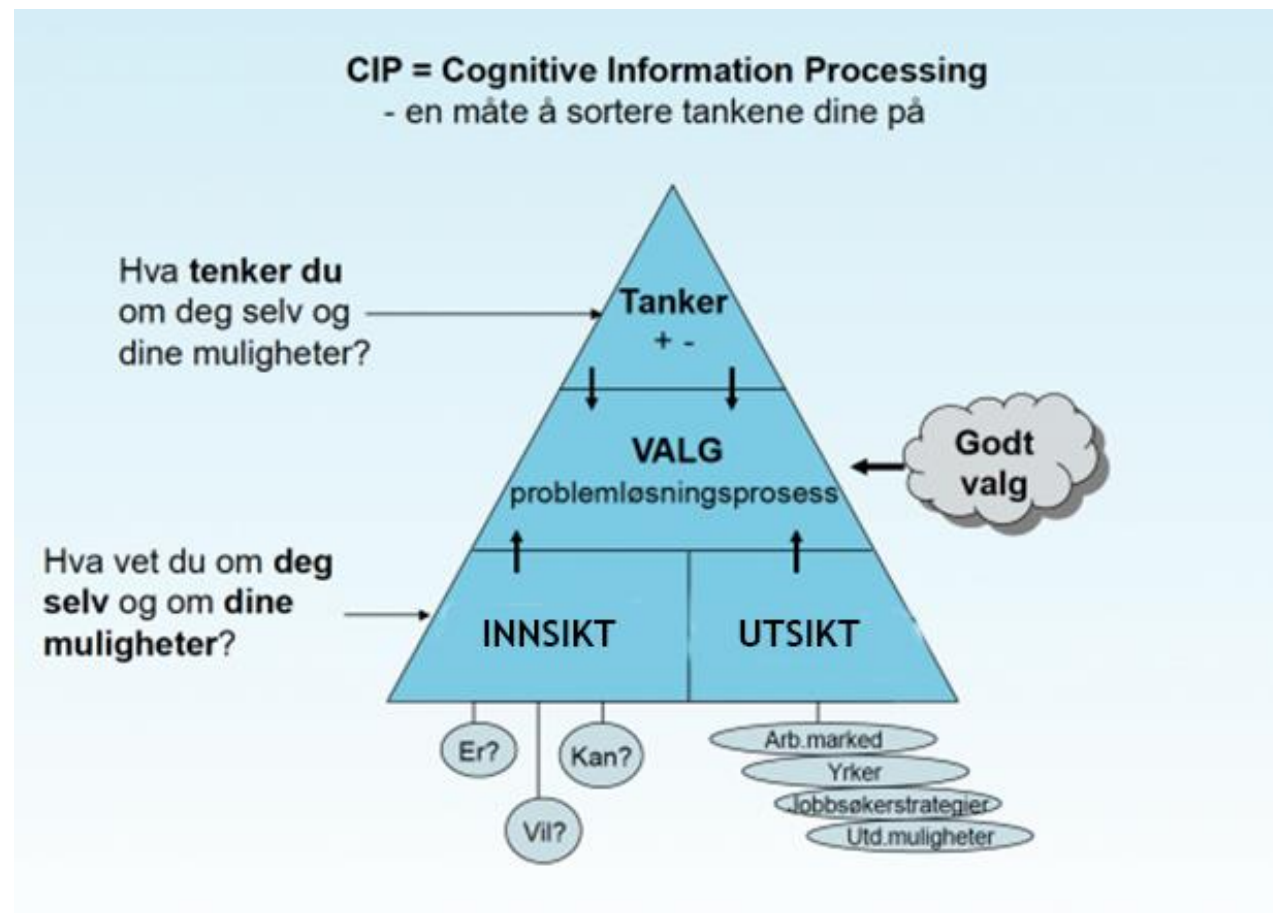 CIP = Cognitive Information Processing
- en måte å sortere tankene dine på
Hva tenker du
om deg selv og
dine muligheter?
Tanker
+ -
VALG
problemløsningsprosess
Godt
valg
Hva vet du om deg
selv og om dine
muligheter?
INNSIKT
UTSIKT
Er?
Vil?
Kan?
Arb.marked
Yrker
Jobbsøkerstrategier
Utd.muligheter